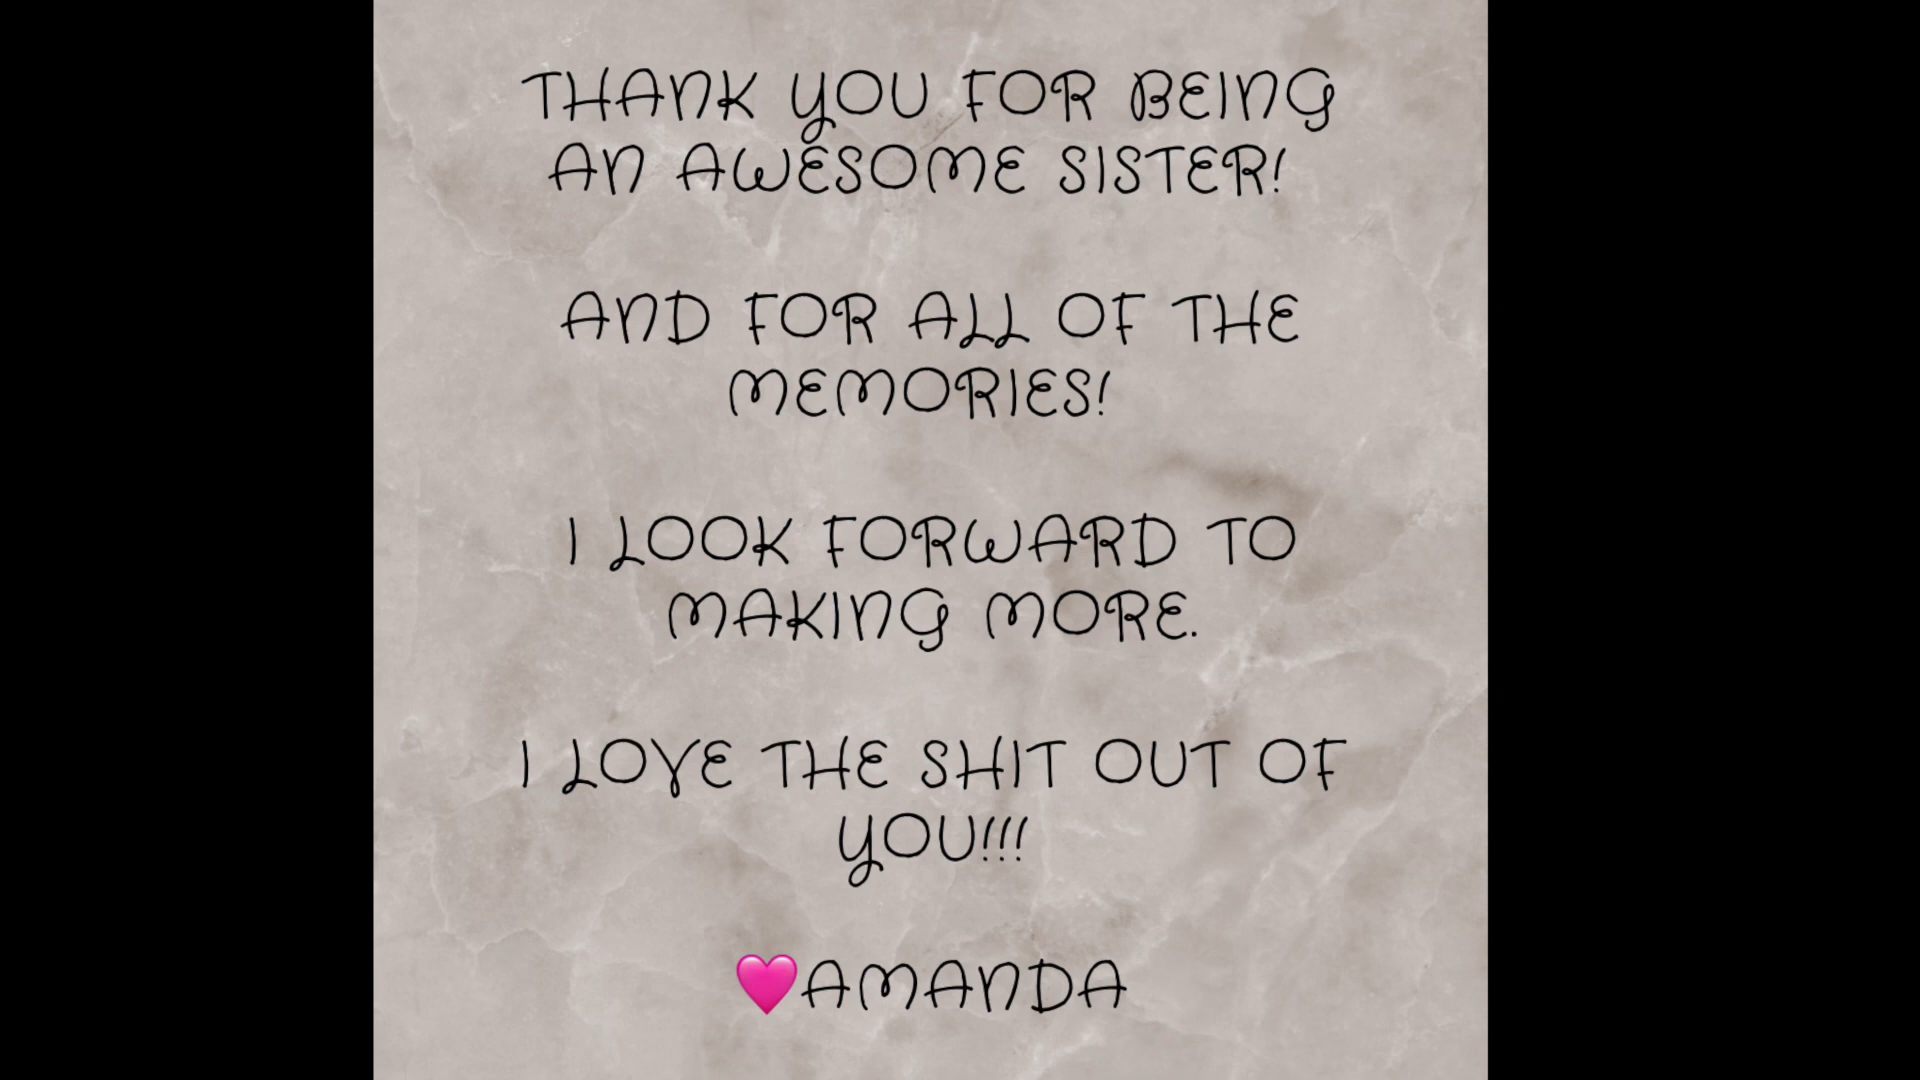 THANK YOU FOR BEING
AN AWESOME SISTER!
AND FOR ALL OF THE
MEMORIES!
I LOOK FORWARD TO
MAKING MORE.
I LOVE THE SHIT OUT OF
YOU!!!
🩷AMANDA